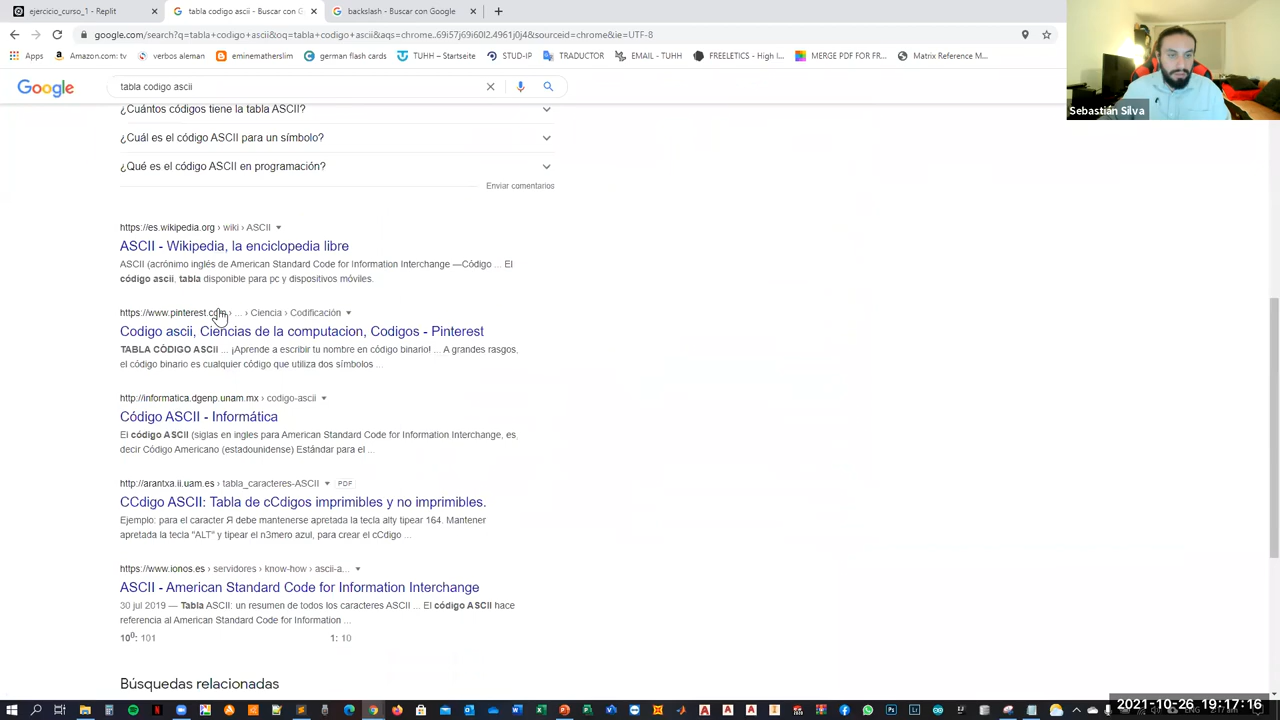 ejercicio_curso_1 - Replit
tabla codigo ascii - Buscar con G
backslash - Buscar con Google
google.com/search?q=tabla+codigo+ascii&oq=tabla+codigo+ascii&aqs=chrome..69i57j69i60l2.4961j0j4&sourceid=chrome&ie=UTF-8
Apps
Amazon.com: tv
verbos aleman
eminematherslim
german flash cards
TUHH – Startseite
STUD-IP
TRADUCTOR
EMAIL - TUHH
FREELETICS - High I...
MERGE PDF FOR FRE...
Matrix Reference M...
Google
tabla codigo ascii
Sebastián Silva
¿Cuántos códigos tiene la tabla ASCII?
¿Cuál es el código ASCII para un símbolo?
¿Qué es el código ASCII en programación?
Enviar comentarios
https://es.wikipedia.org › wiki › ASCII
ASCII - Wikipedia, la enciclopedia libre
ASCII (acrónimo inglés de American Standard Code for Information Interchange —Código ... El
código ascii, tabla disponible para pc y dispositivos móviles.
https://www.pinterest.com › ... › Ciencia › Codificación
Codigo ascii, Ciencias de la computacion, Codigos - Pinterest
TABLA CÓDIGO ASCii ... ¡Aprende a escribir tu nombre en código binario! ... A grandes rasgos,
el código binario es cualquier código que utiliza dos símbolos ...
http://informatica.dgenp.unam.mx › codigo-ascii
Código ASCII - Informática
El código ASCII (siglas en ingles para American Standard Code for Information Interchange, es,
decir Código Americano (estadounidense) Estándar para el ...
http://arantxa.ii.uam.es › tabla_caracteres-ASCII PDF
CCdigo ASCII: Tabla de cCdigos imprimibles y no imprimibles.
Ejemplo: para el caracter Я debe mantenerse apretada la tecla alty tipear 164. Mantener
apretada la tecla "ALT" y tipear el n3mero azul, para crear el cCdigo ...
https://www.ionos.es › servidores › know-how › ascii-a...
ASCII - American Standard Code for Information Interchange
30 jul 2019 — Tabla ASCII: un resumen de todos los caracteres ASCII ... El código ASCII hace
referencia al American Standard Code for Information ...
10⁰: 101 1: 10
Búsquedas relacionadas
2021-10-26 19:17:16